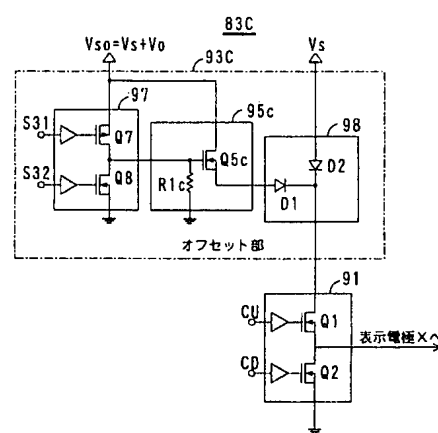 83C
Vso=Vs+Vo
Vs
93C
97
95c
98
S31
Q7
Q5c
D2
S32
Q8
R1c
D1
オフセット部
91
CU
Q1
表示電極Xへ
CD
Q2